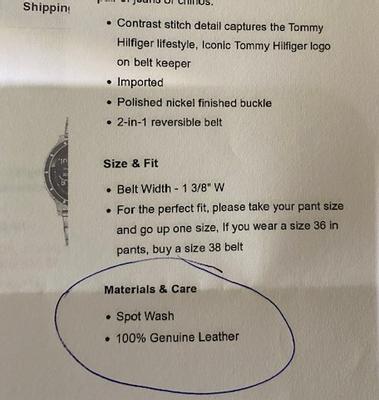 Shipping
• Contrast stitch detail captures the Tommy
Hilfiger lifestyle, Iconic Tommy Hilfiger logo
on belt keeper
• Imported
• Polished nickel finished buckle
• 2-in-1 reversible belt
Size & Fit
• Belt Width - 1 3/8" W
• For the perfect fit, please take your pant size
and go up one size, If you wear a size 36 in
pants, buy a size 38 belt
Materials & Care
• Spot Wash
• 100% Genuine Leather